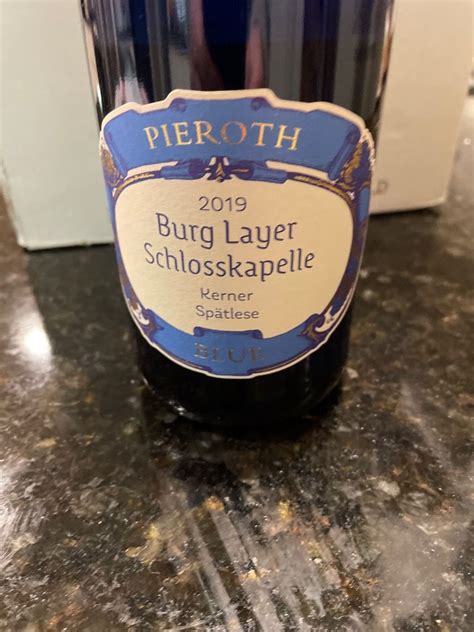 PIEROTH
2019
Burg Layer
Schlosskapelle
Kerner
Spätlese
BLUE